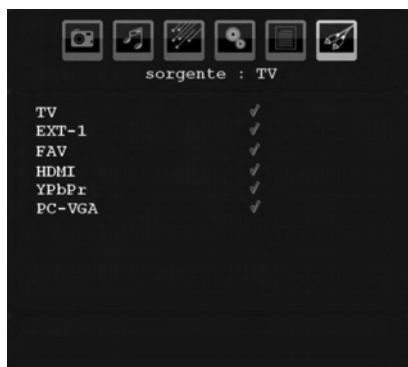 sorgente : TV
TV
EXT-1
FAV
HDMI
YPbPr
PC-VGA